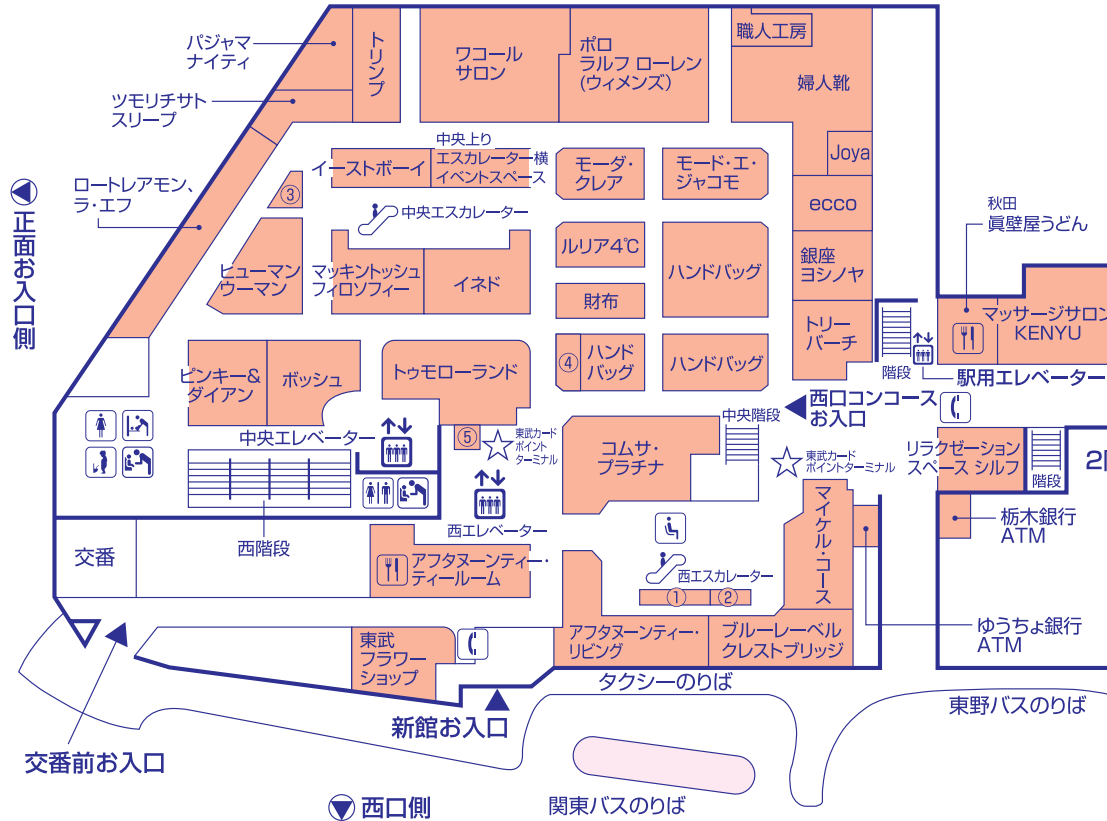 パジャマ
ナイティ
トリンプ
ワコール
サロン
ポロ
ラルフ ローレン
(ウィメンズ)
職人工房
婦人靴
ツモリチサト
スリープ
中央上り
エスカレーター横
イベントスペース
イーストボーイ
モーダ・
クレア
モード・エ・
ジャコモ
Joya
ロートレアモン、
ラ・エフ
③
中央エスカレーター
ecco
秋田
眞壁屋うどん
正面お入口側
ヒューマン
ウーマン
マッキントッシュ
フィロソフィー
イネド
ルリア4℃
ハンドバッグ
銀座
ヨシノヤ
財布
トリー
バーチ
マッサージサロン
KENYU
ピンキー&
ダイアン
ボッシュ
トゥモローランド
④
ハンド
バッグ
ハンドバッグ
階段
駅用エレベーター
西口コンコース
お入口
中央階段
中央エレベーター
⑤
東武カード
ポイント
ターミナル
コムサ・
プラチナ
東武カード
ポイントターミナル
リラクゼーション
スペース シルフ
階段
2
西階段
西エレベーター
マイケル・コース
栃木銀行
ATM
交番
アフタヌーンティー・
ティールーム
西エスカレーター
①
②
東武
フラワー
ショップ
アフタヌーンティー・
リビング
ブルーレーベル
クレストブリッジ
ゆうちょ銀行
ATM
タクシーのりば
東野バスのりば
新館お入口
交番前お入口
西口側
関東バスのりば